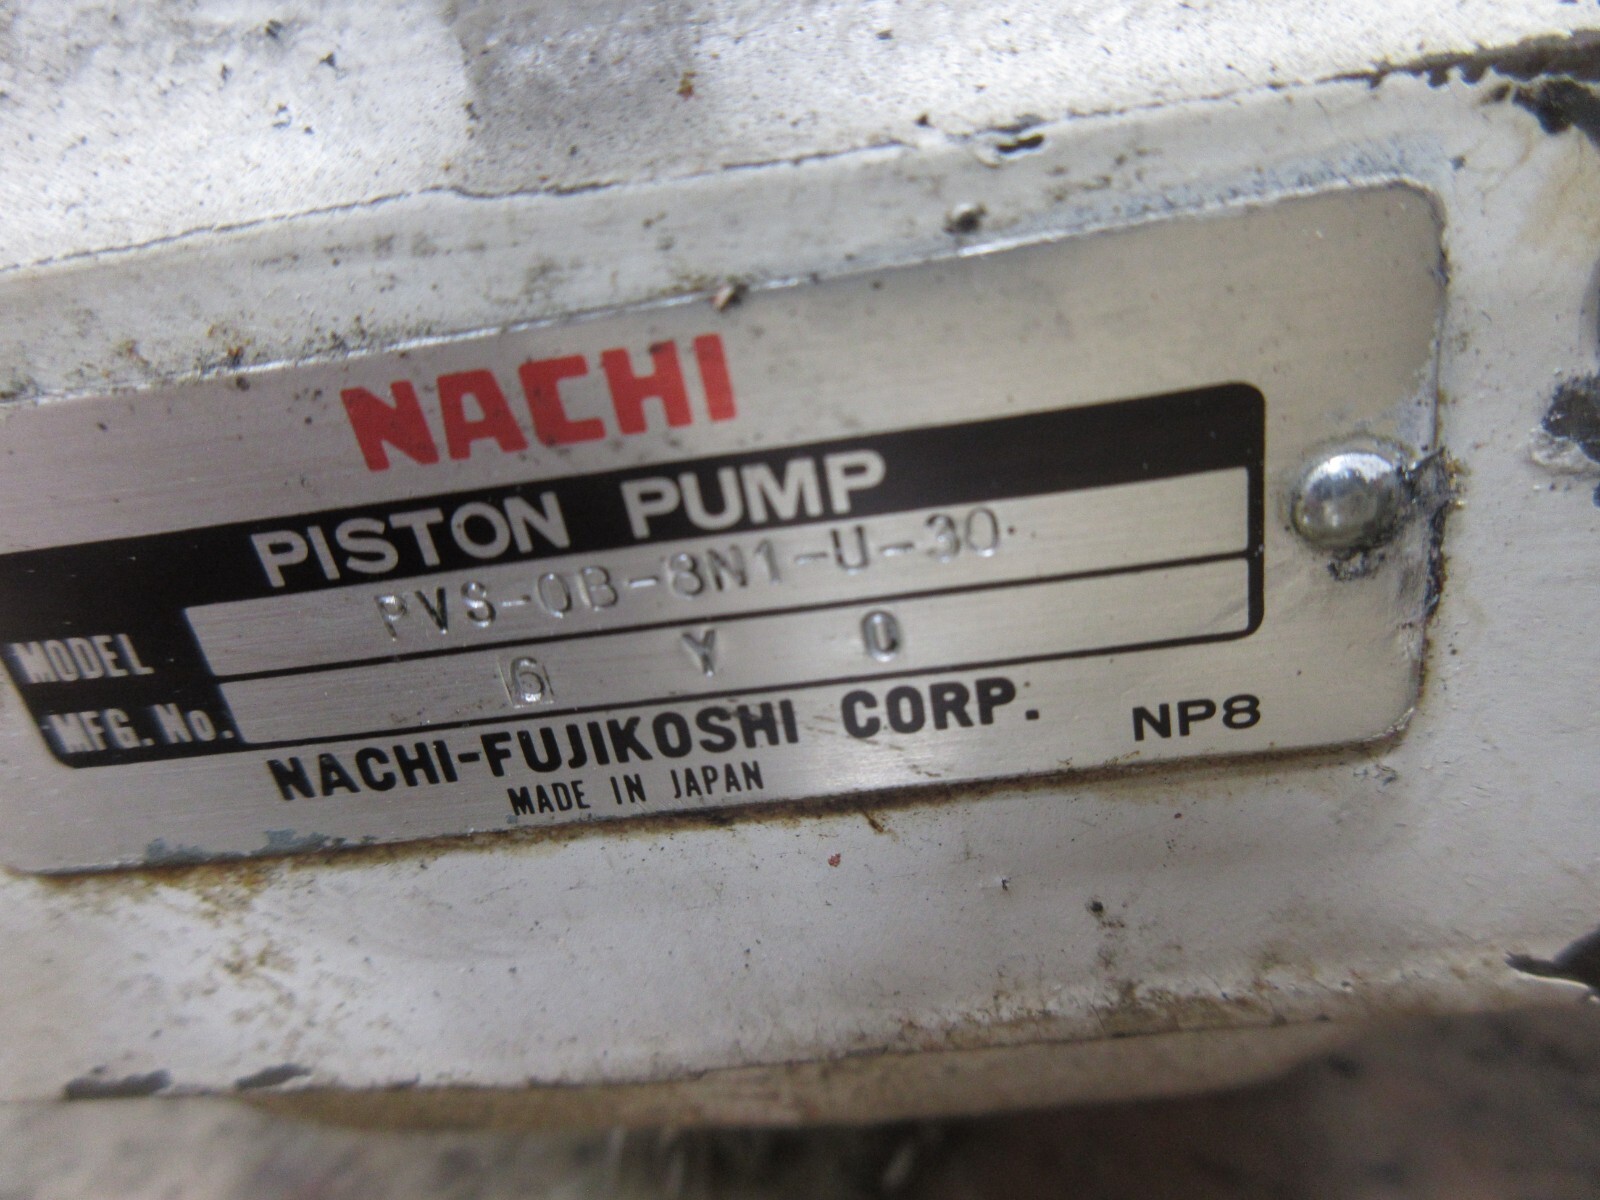 NACHI
PISTON PUMP
MODEL PVS-0B-8N1-U-30
MFG. No. 6 Y 0
NACHI-FUJIKOSHI CORP. NP8
MADE IN JAPAN